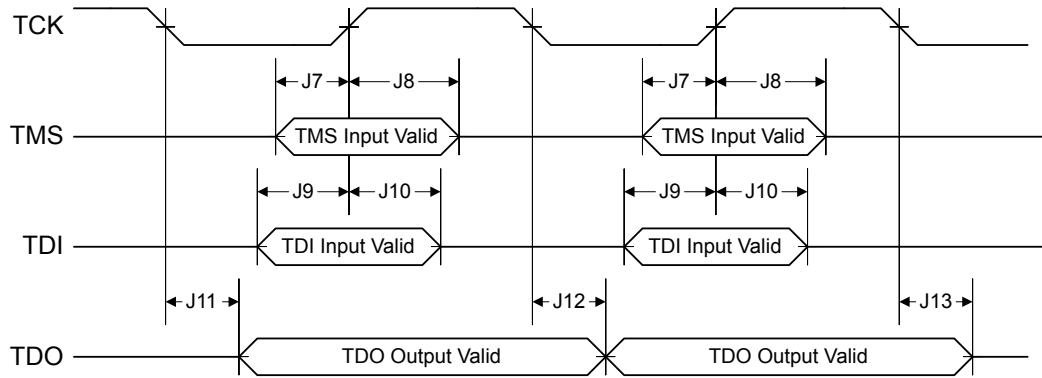 TCK
J7 J8 J7 J8
TMS TMS Input Valid TMS Input Valid
J9 J10 J9 J10
TDI TDI Input Valid TDI Input Valid
J11 J12 J13
TDO TDO Output Valid TDO Output Valid